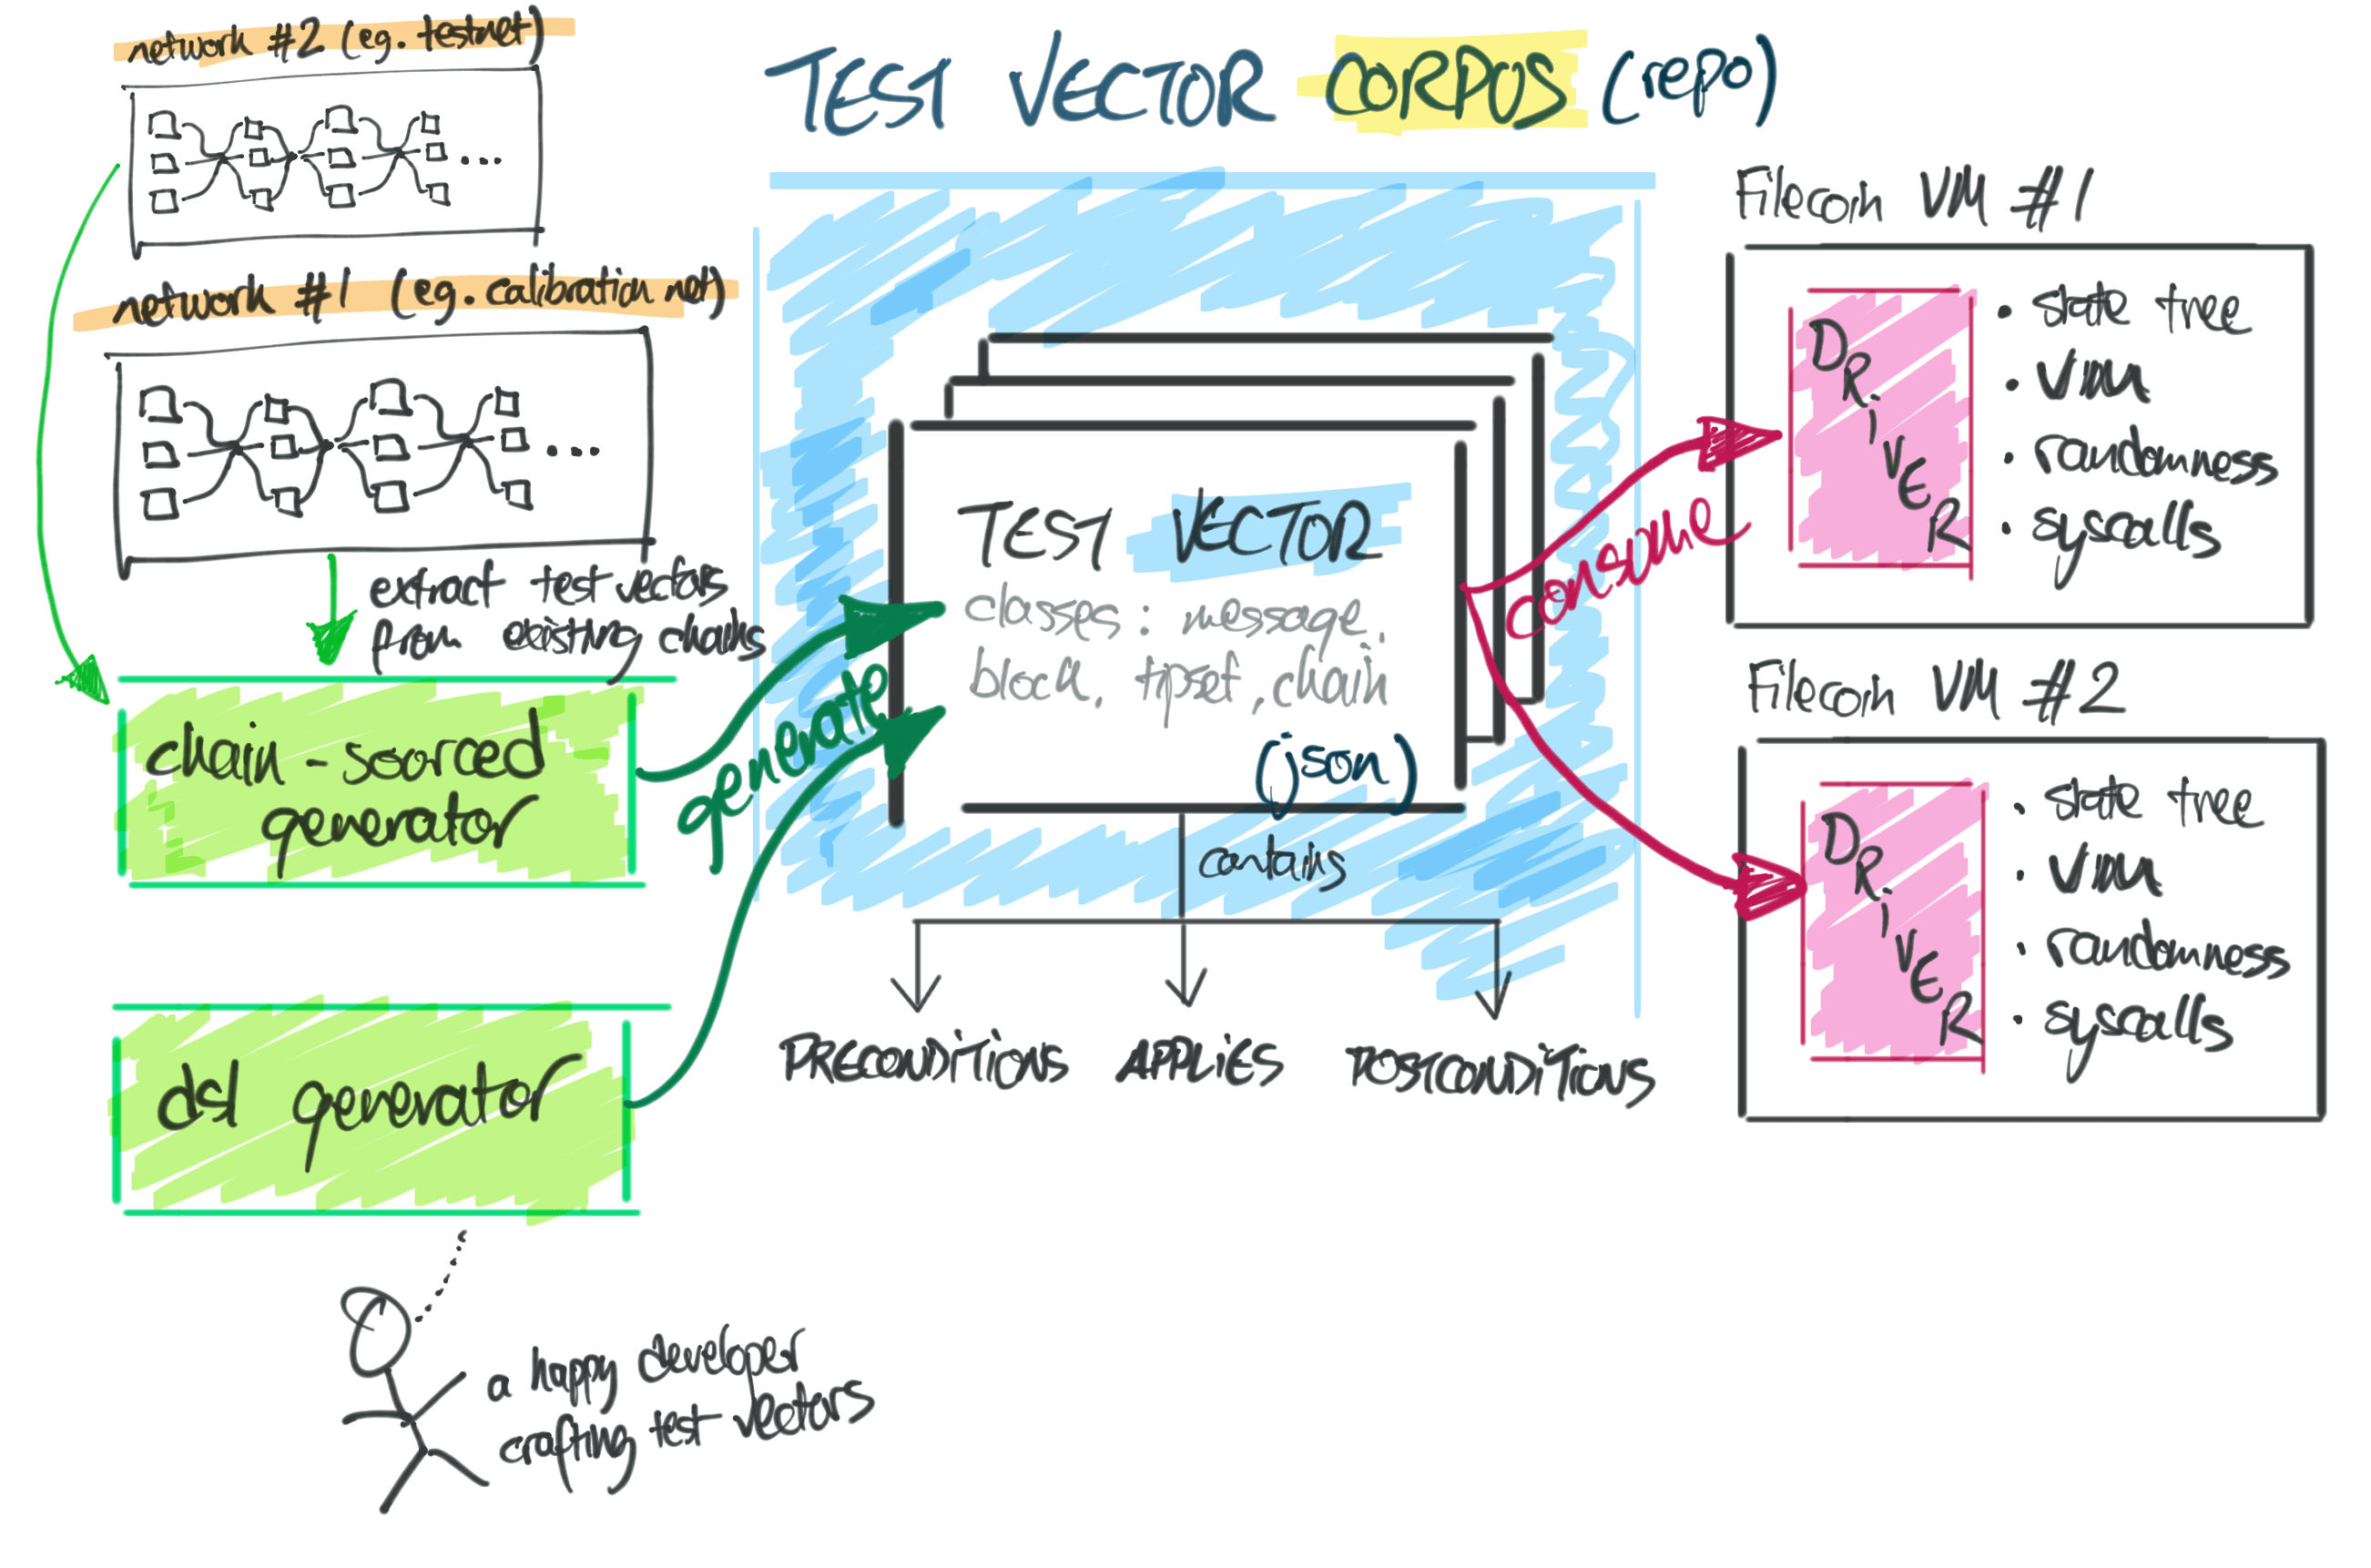 network #2 (eg. testnet)
network #1 (eg. calibration net)
extract test vectors
from existing chains
chain-sourced
generator
dsl generator
a happy developer
crafting test vectors
generate
TEST VECTOR CORPUS (repo)
TEST VECTOR
classes: message,
block, tipset, chain
(json)
contains
PRECONDITIONS
APPLIES
POSTCONDITIONS
consume
Filecoin VM #1
DRiVER
• state tree
• VM
• randomness
• syscalls
Filecoin VM #2
DRiVER
• state tree
• VM
• randomness
• syscalls